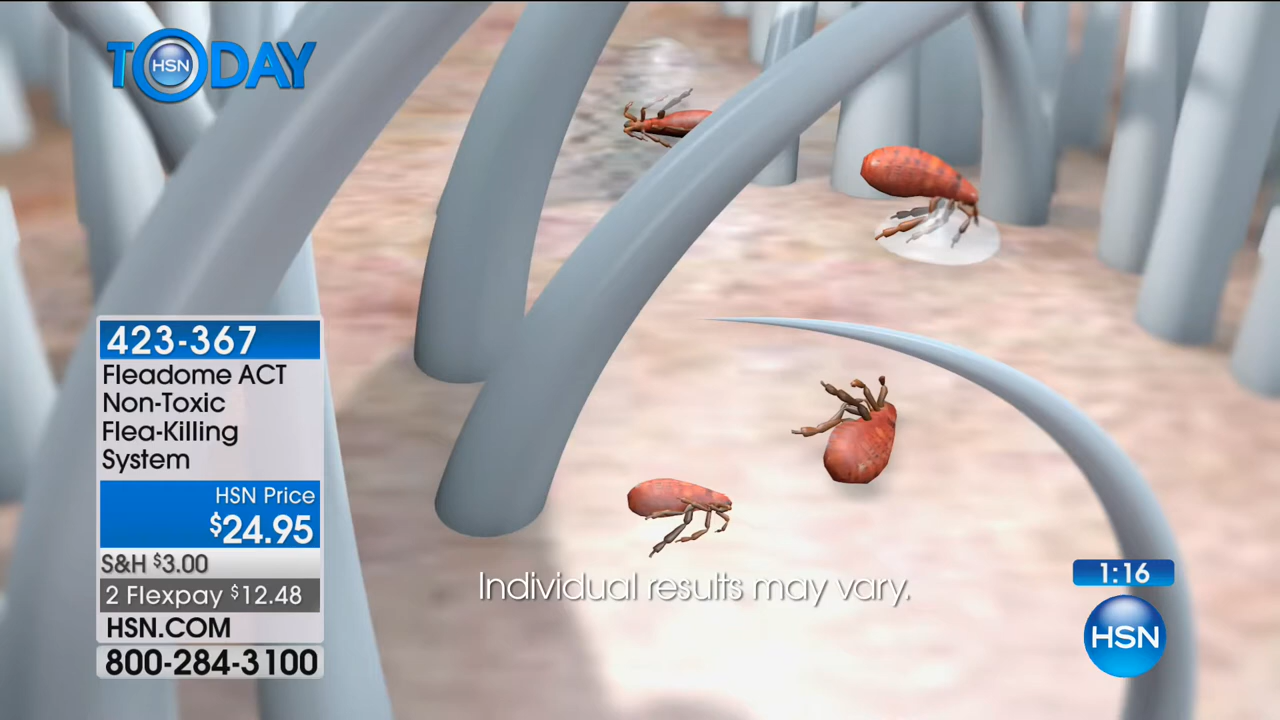 TODAY
HSN
423-367
Fleadome ACT
Non-Toxic
Flea-Killing
System
HSN Price
$24.95
S&H $3.00
2 Flexpay $12.48
HSN.COM
800-284-3100
Individual results may vary.
1:16
HSN